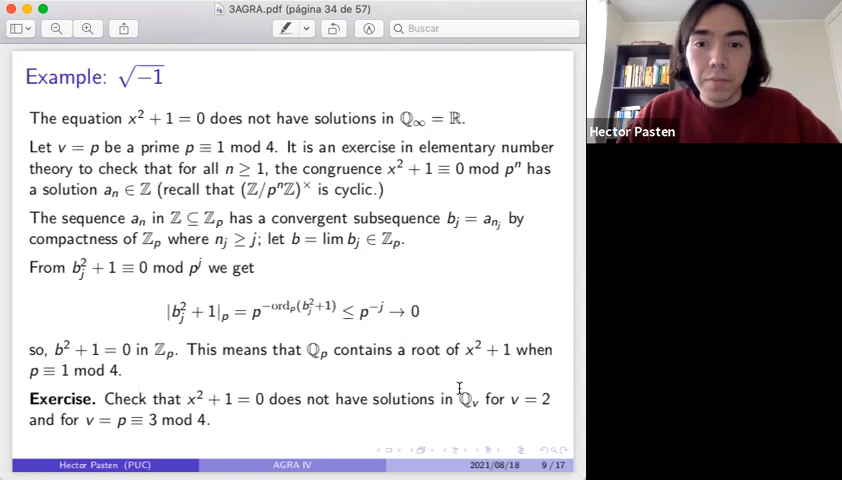 3AGRA.pdf (página 34 de 57)
Buscar
Example: √−1
The equation x² + 1 = 0 does not have solutions in ℚ∞ = ℝ.
Let v = p be a prime p ≡ 1 mod 4. It is an exercise in elementary number
theory to check that for all n ≥ 1, the congruence x² + 1 ≡ 0 mod pⁿ has
a solution aₙ ∈ ℤ (recall that (ℤ/pⁿℤ)× is cyclic.)
The sequence aₙ in ℤ ⊆ ℤₚ has a convergent subsequence bⱼ = a_{nⱼ} by
compactness of ℤₚ where nⱼ ≥ j; let b = lim bⱼ ∈ ℤₚ.
From bⱼ² + 1 ≡ 0 mod pʲ we get
|bⱼ² + 1|ₚ = p^{−ordₚ(bⱼ²+1)} ≤ p^{−j} → 0
so, b² + 1 = 0 in ℤₚ. This means that ℚₚ contains a root of x² + 1 when
p ≡ 1 mod 4.
Exercise. Check that x² + 1 = 0 does not have solutions in ℚᵥ for v = 2
and for v = p ≡ 3 mod 4.
Hector Pasten (PUC) AGRA IV 2021/08/18 9 / 17
Hector Pasten